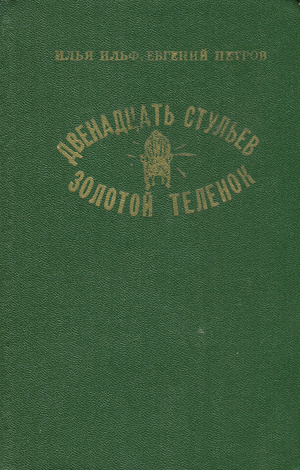 ИЛЬЯ ИЛЬФ, ЕВГЕНИЙ ПЕТРОВ
ДВЕНАДЦАТЬ СТУЛЬЕВ
ЗОЛОТОЙ ТЕЛЕНОК